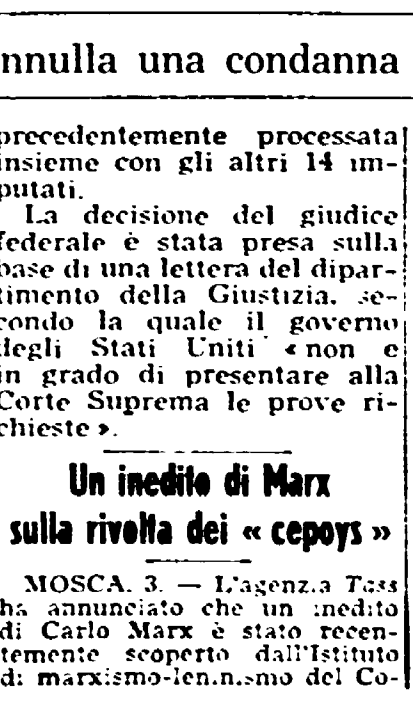 nnulla una condanna
precedentemente processata
insieme con gli altri 14 im-
putati.
La decisione del giudice
federale è stata presa sulla
base di una lettera del dipar-
timento della Giustizia, se-
condo la quale il governo
degli Stati Uniti « non è
in grado di presentare alla
Corte Suprema le prove ri-
chieste ».
Un inedito di Marx
sulla rivolta dei « cepoys »
MOSCA, 3. — L'agenzia Tass
ha annunciato che un inedito
di Carlo Marx è stato recen-
temente scoperto dall'Istituto
di marxismo-leninismo del Co-